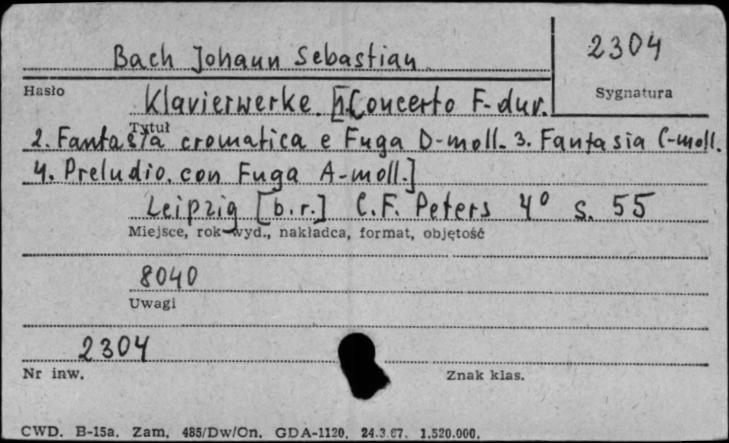 Bach Johann Sebastian
2304
Hasło
Sygnatura
Klavierwerke. [1. Concerto F-dur.
Tytuł
2. Fantasia cromatica e Fuga D-moll. 3. Fantasia C-moll.
4. Preludio. con Fuga A-moll.]
Leipzig [b.r.] C.F. Peters 4° s. 55
Miejsce, rok wyd., nakładca, format, objętość
8040
Uwagi
2304
Nr inw.
Znak klas.
CWD. B-15a. Zam. 485/Dw/On. GDA-1120. 24.3.67. 1.520.000.